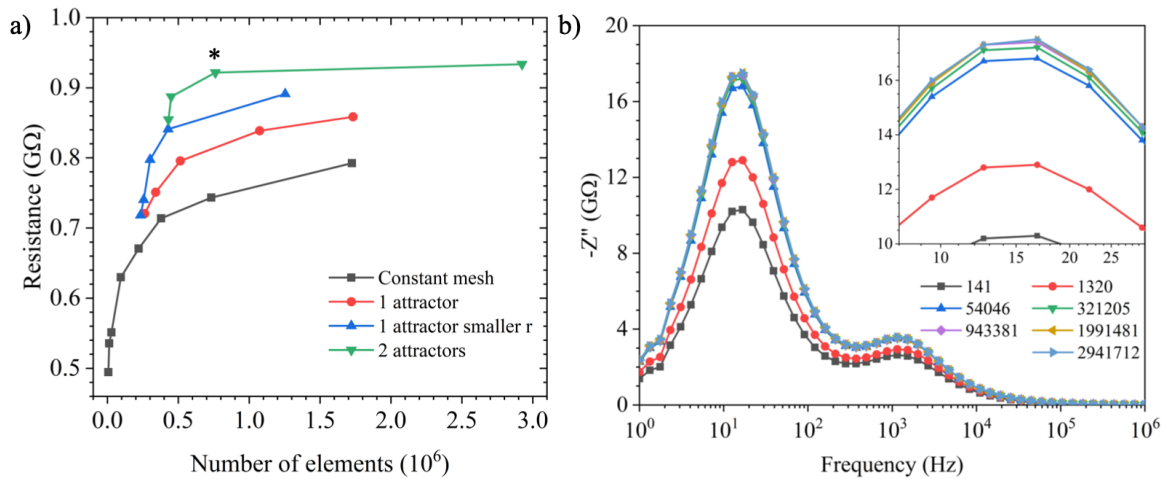 a)
1.0
0.9
0.8
0.7
0.6
0.5
Resistance (GΩ)
*
Constant mesh
1 attractor
1 attractor smaller r
2 attractors
0.0 0.5 1.0 1.5 2.0 2.5 3.0
Number of elements (10⁶)
b)
20
16
12
8
4
0
-Z" (GΩ)
16
14
12
10
10 15 20 25
141 1320
54046 321205
943381 1991481
2941712
10⁰ 10¹ 10² 10³ 10⁴ 10⁵ 10⁶
Frequency (Hz)